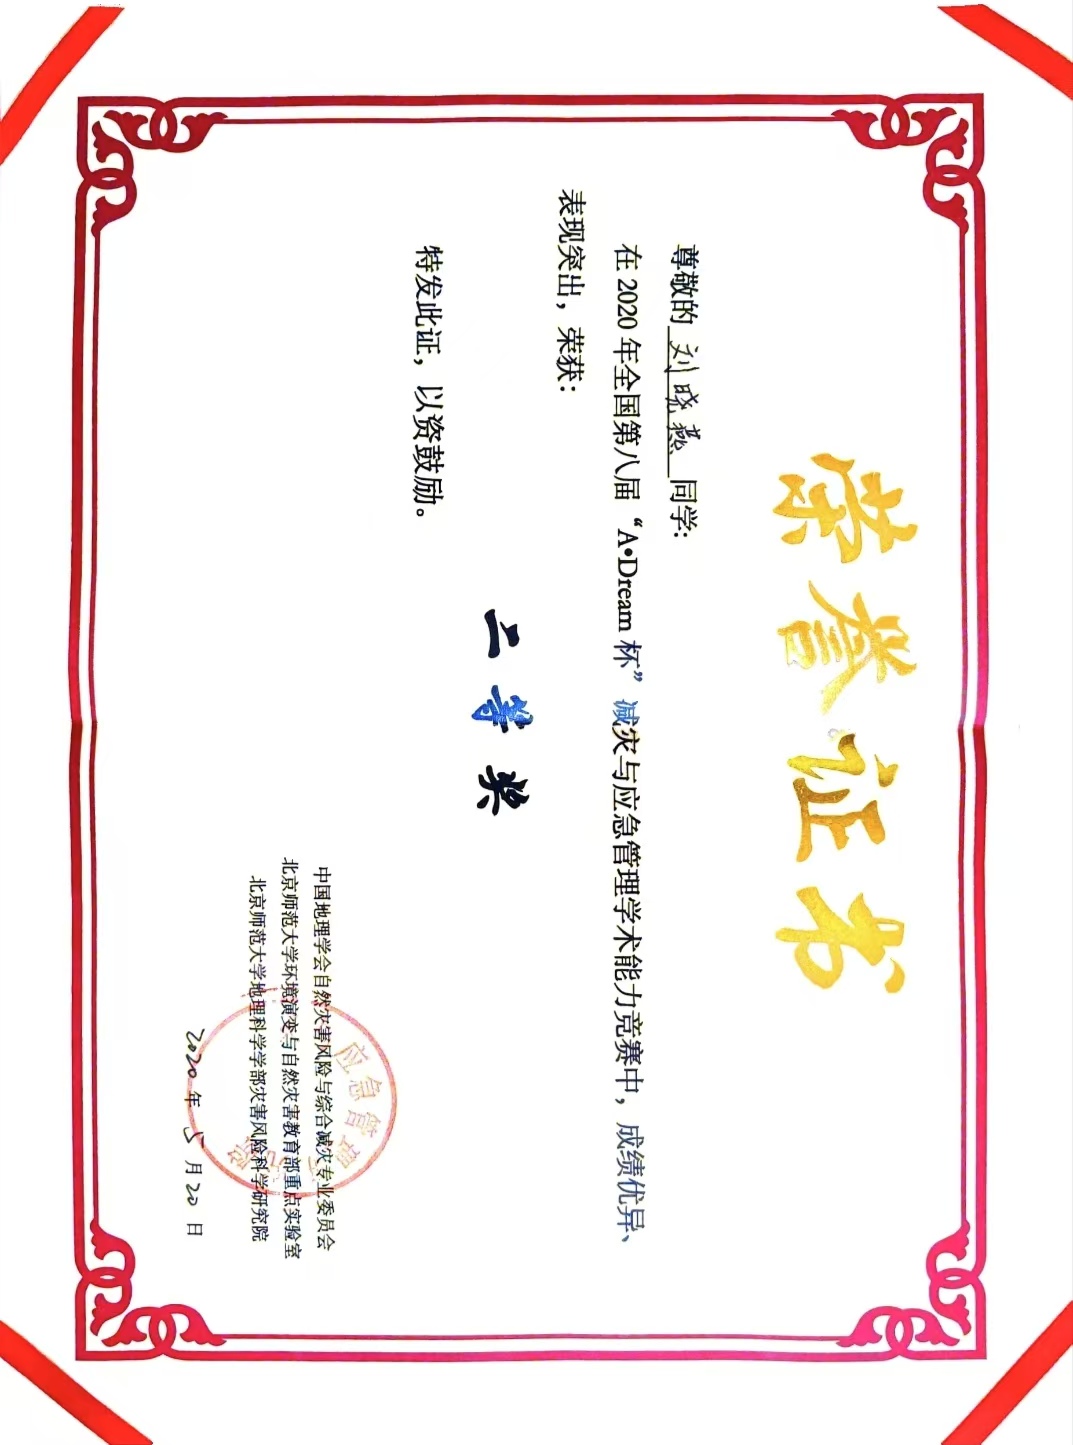 荣誉证书
尊敬的 刘晓燕 同学:
在 2020 年全国第八届“A•Dream 杯”减灾与应急管理学术能力竞赛中，成绩优异、
表现突出，荣获：
二等奖
特发此证，以资鼓励。
应急管理
中国地理学会自然灾害风险与综合减灾专业委员会
北京师范大学环境演变与自然灾害教育部重点实验室
北京师范大学地理科学学部灾害风险科学研究院
2020 年 5 月 20 日